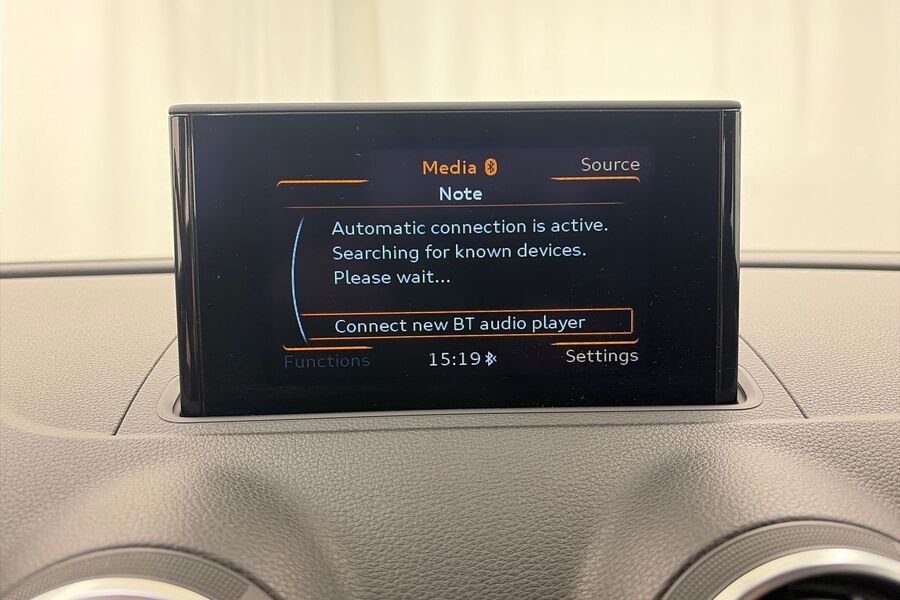 Media
Source
Note
Automatic connection is active.
Searching for known devices.
Please wait...
Connect new BT audio player
Functions
15:19
Settings